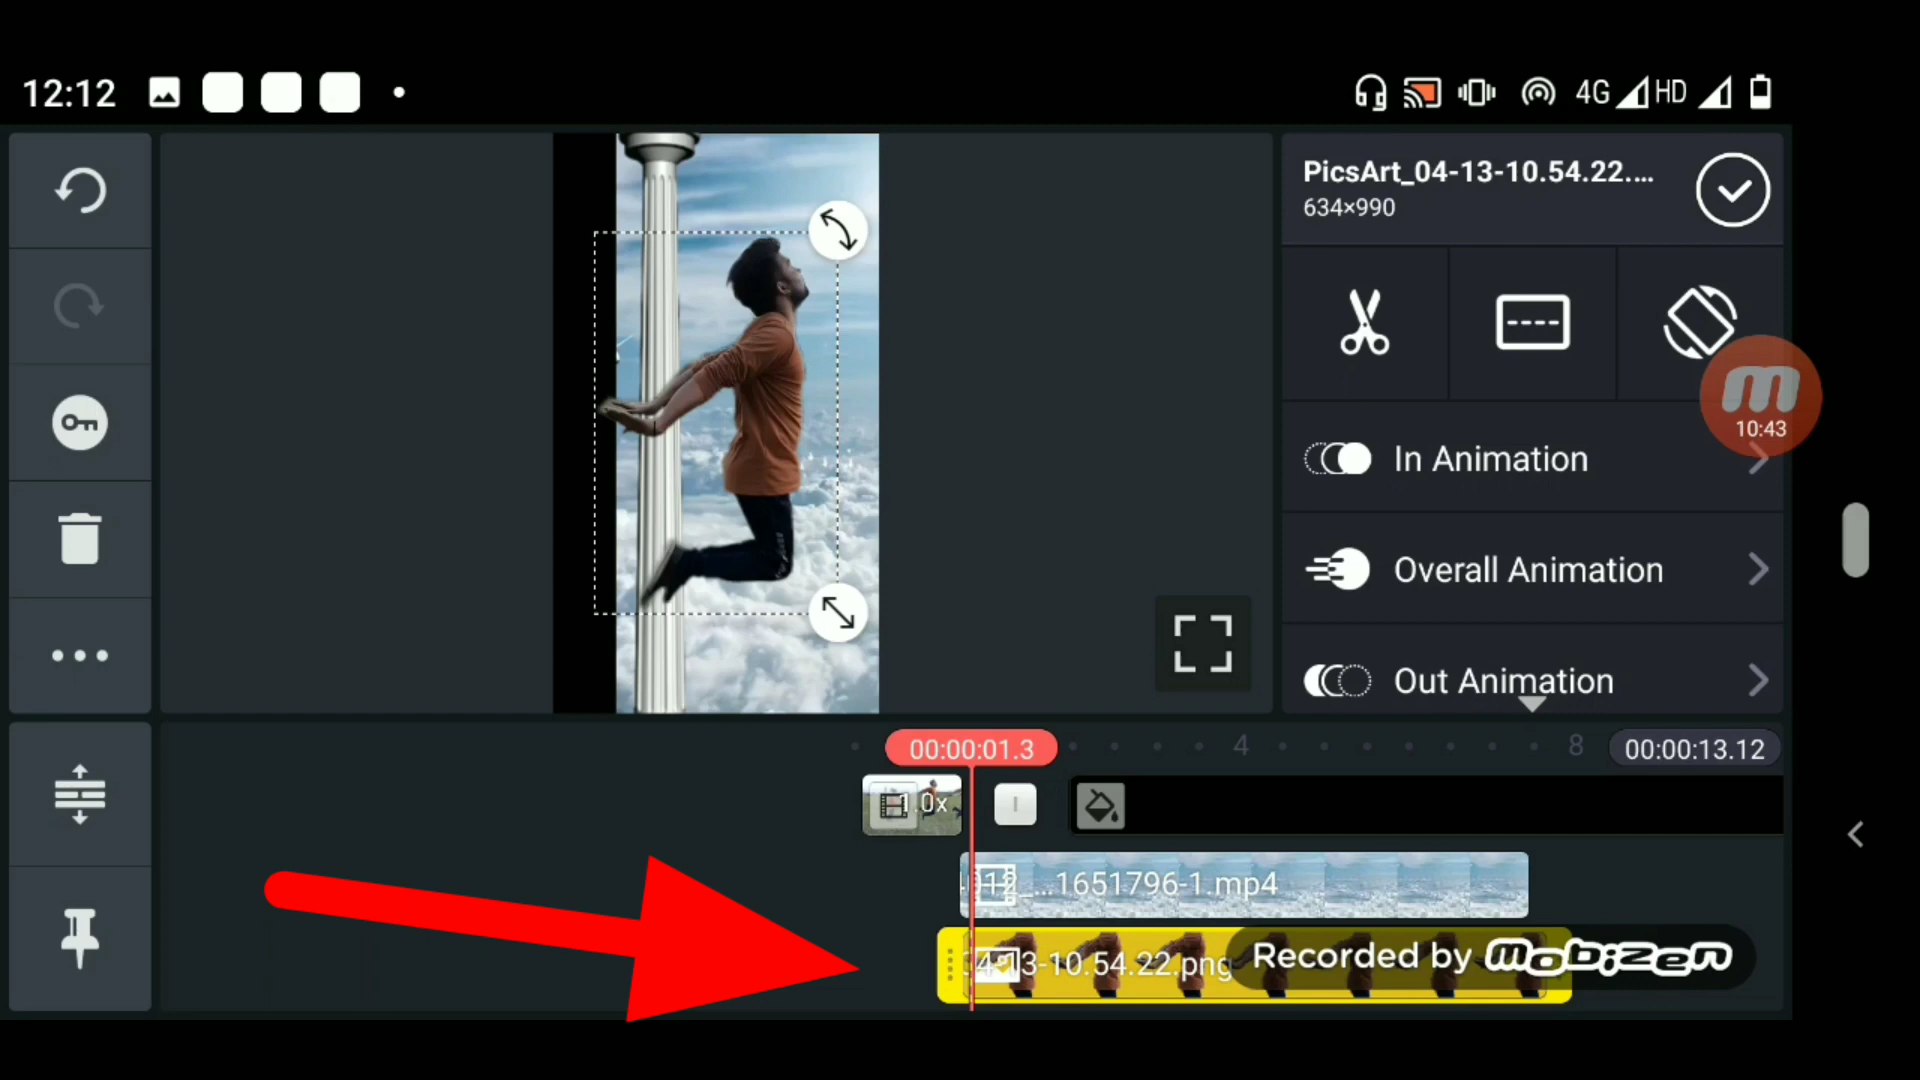 12:12
4G HD
PicsArt_04-13-10.54.22....
634×990
10:43
In Animation
Overall Animation
Out Animation
00:00:01.3
4
8
00:00:13.12
1.0x
...1651796-1.mp4
13-10.54.22.png
Recorded by mobizen